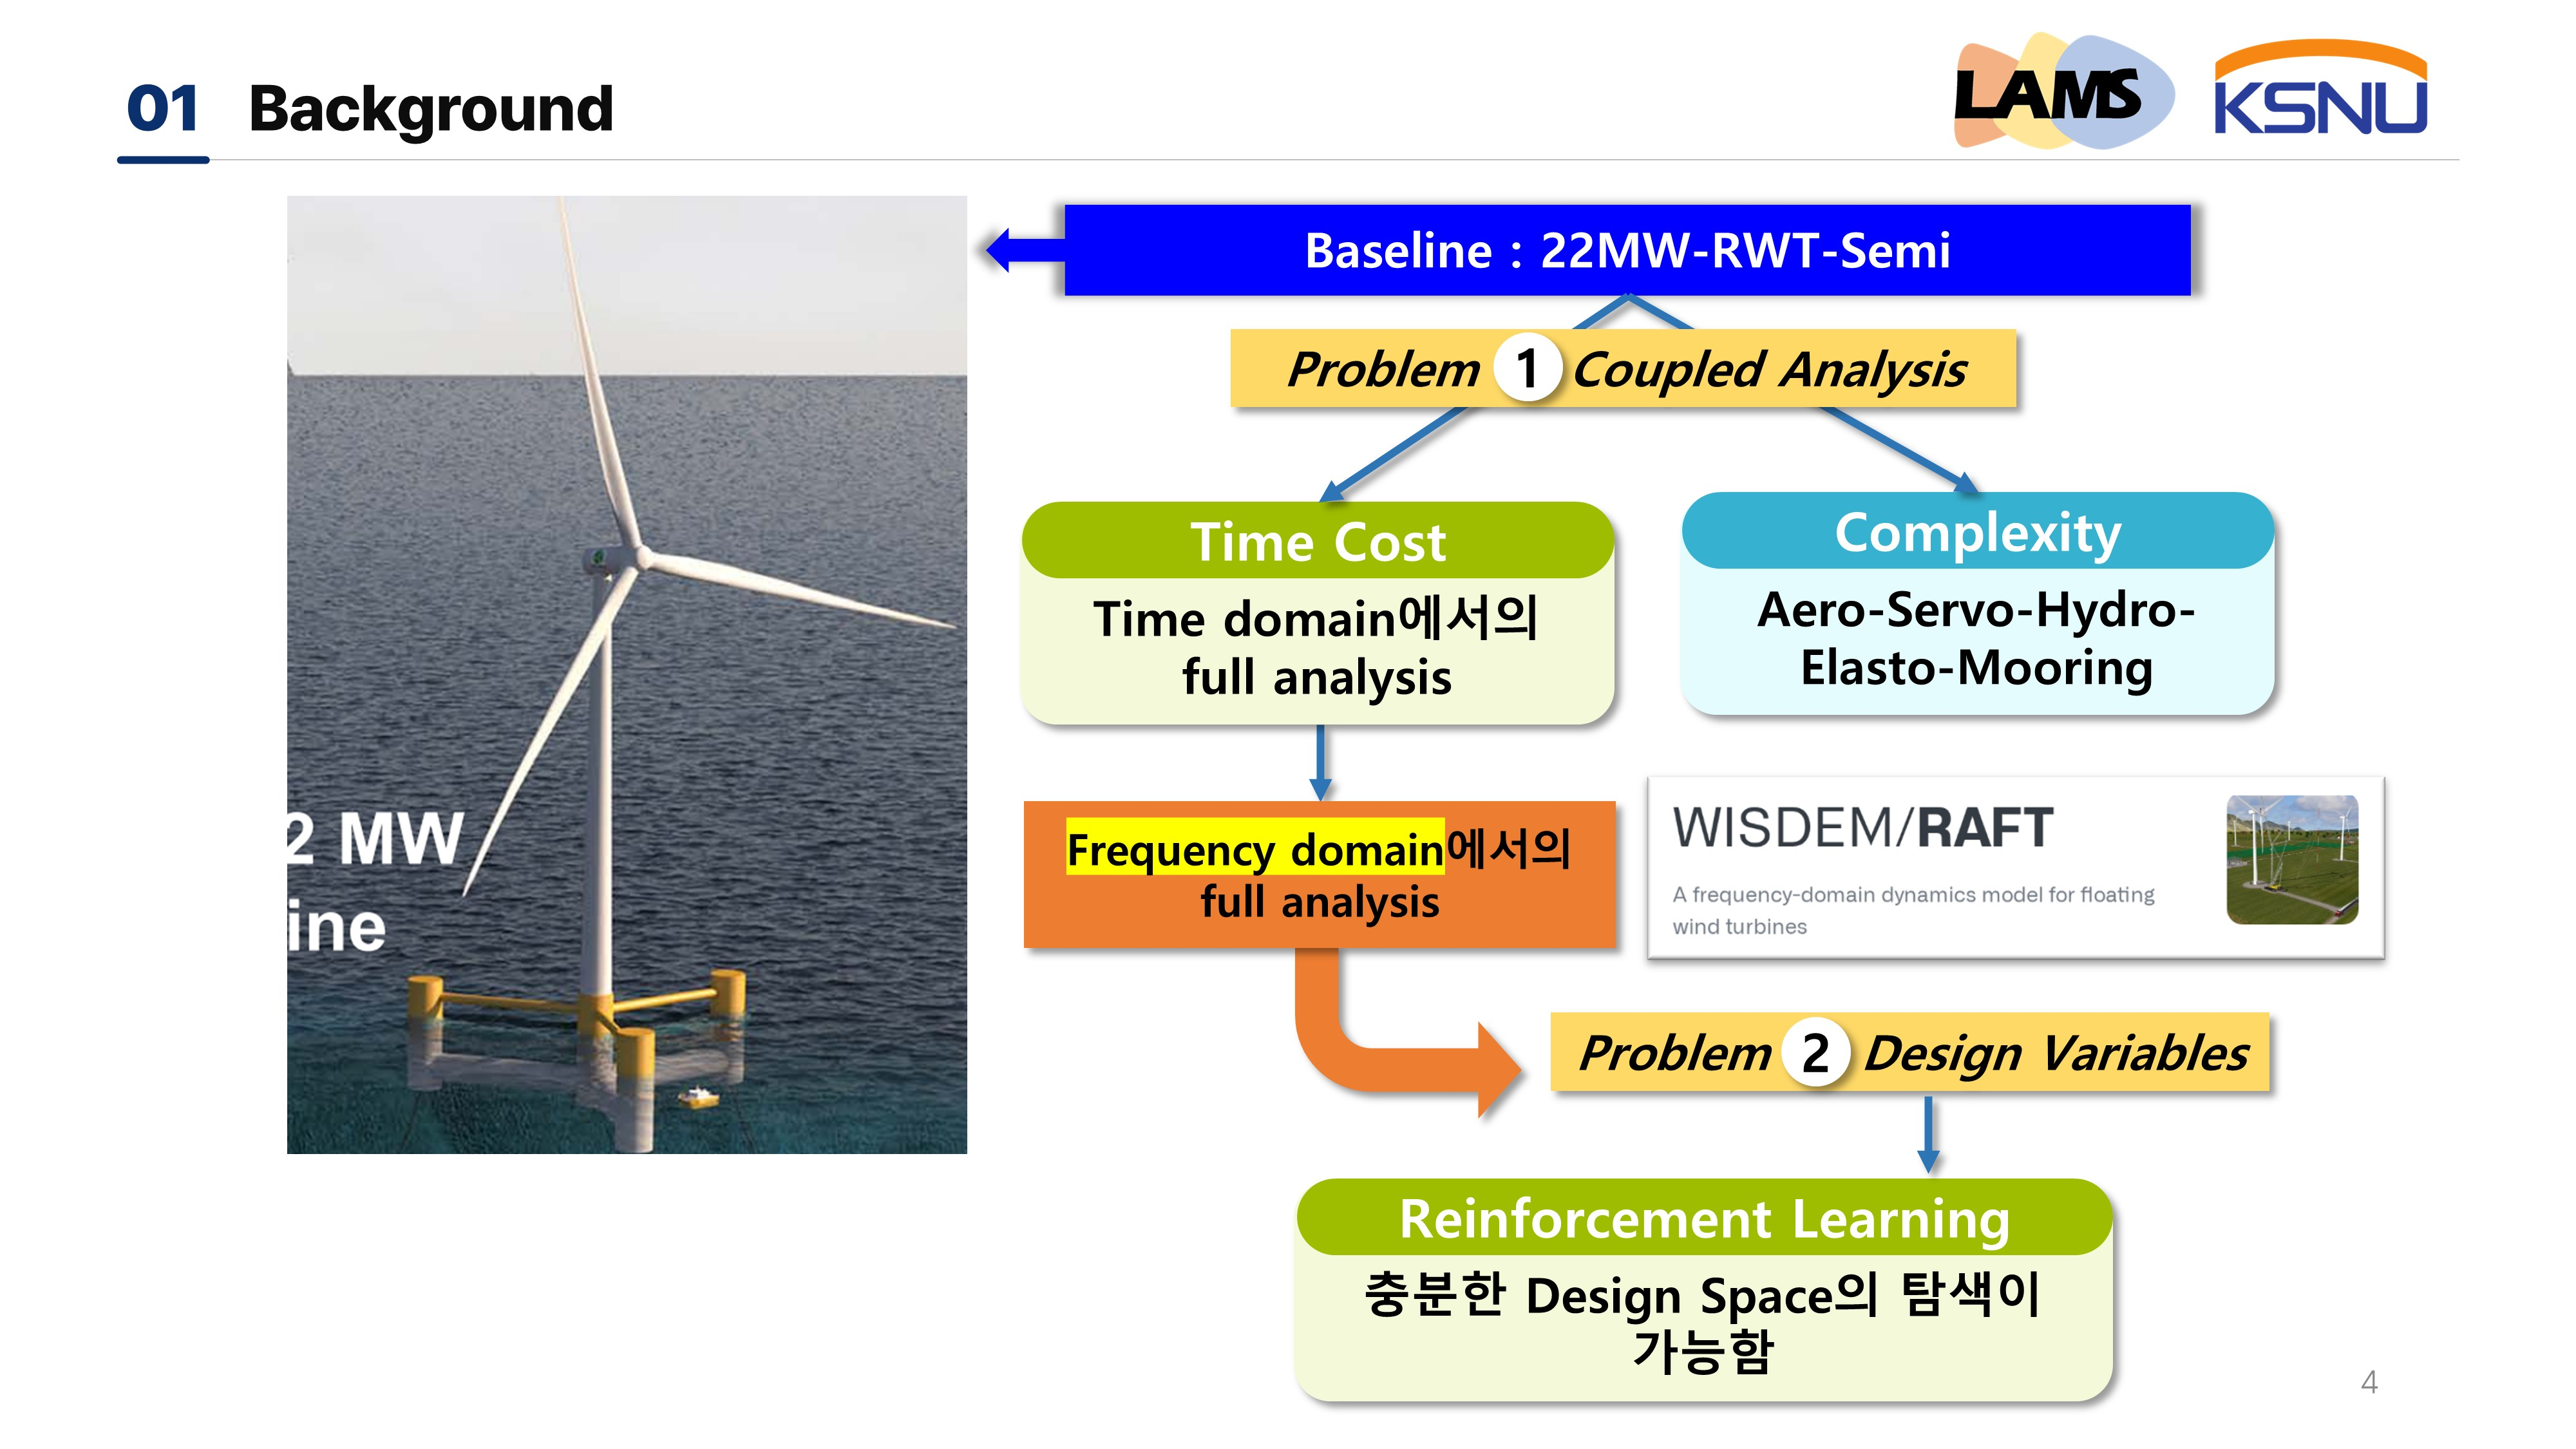 01 Background
LAMS
KSNU
Baseline : 22MW-RWT-Semi
Problem 1 Coupled Analysis
Time Cost
Time domain에서의
full analysis
Complexity
Aero-Servo-Hydro-
Elasto-Mooring
2 MW
ine
Frequency domain에서의
full analysis
WISDEM/RAFT
A frequency-domain dynamics model for floating
wind turbines
Problem 2 Design Variables
Reinforcement Learning
충분한 Design Space의 탐색이
가능함
4